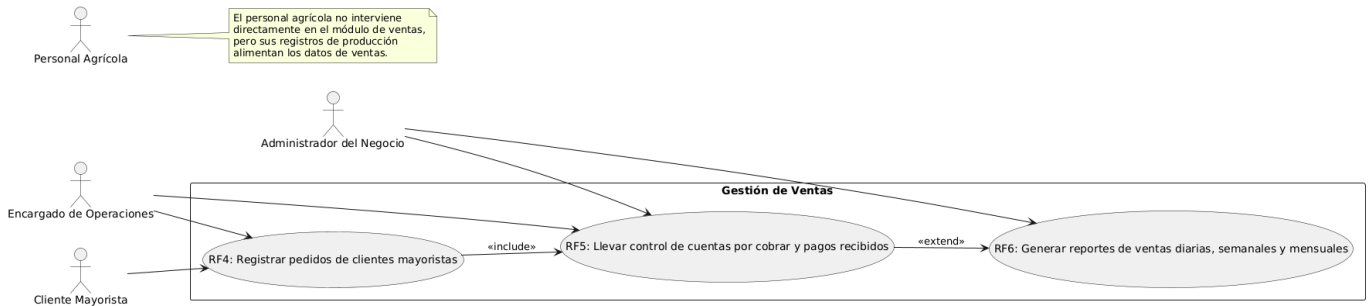 El personal agrícola no interviene
directamente en el módulo de ventas,
pero sus registros de producción
alimentan los datos de ventas.
Personal Agrícola
Administrador del Negocio
Gestión de Ventas
Encargado de Operaciones
RF4: Registrar pedidos de clientes mayoristas
«include»
RF5: Llevar control de cuentas por cobrar y pagos recibidos
«extend»
RF6: Generar reportes de ventas diarias, semanales y mensuales
Cliente Mayorista